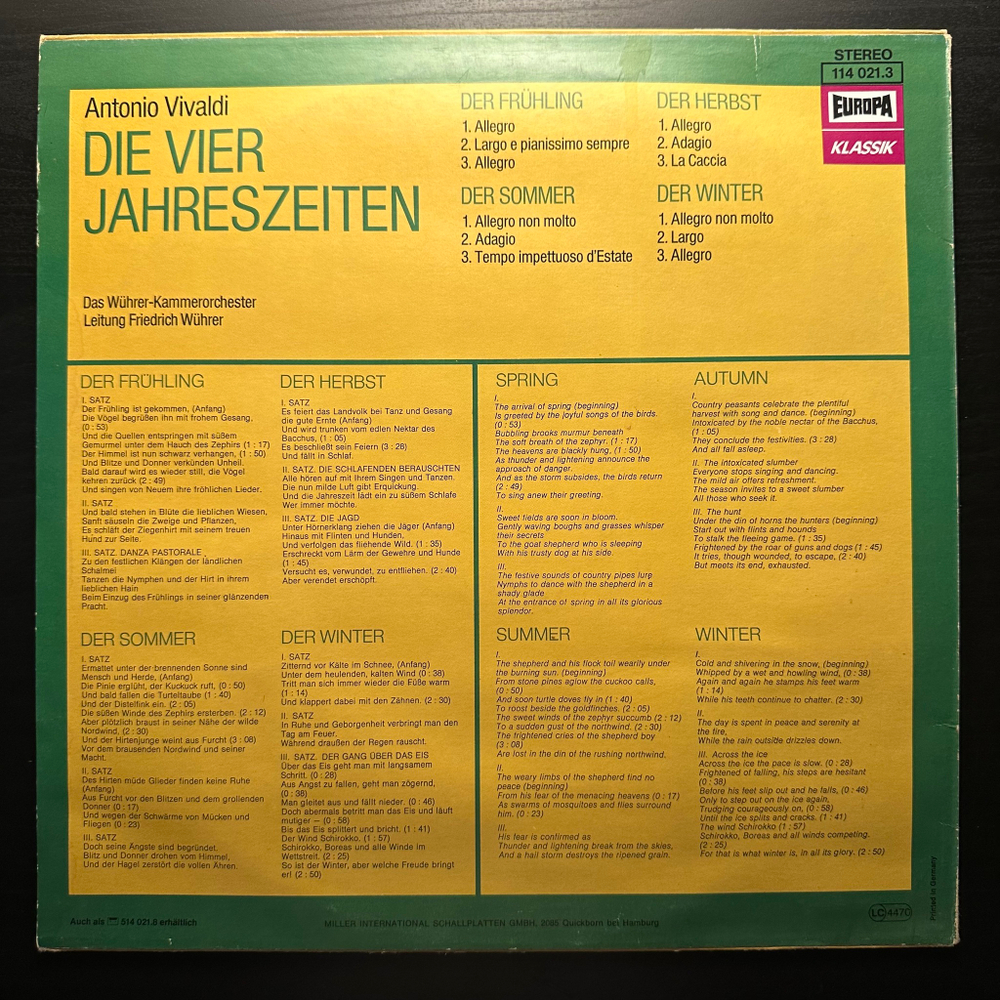 STEREO
114 021.3
EUROPA
KLASSIK
Antonio Vivaldi
DIE VIER
JAHRESZEITEN
Das Wührer-Kammerorchester
Leitung Friedrich Wührer
DER FRÜHLING
1. Allegro
2. Largo e pianissimo sempre
3. Allegro
DER SOMMER
1. Allegro non molto
2. Adagio
3. Tempo impettuoso d'Estate
DER HERBST
1. Allegro
2. Adagio
3. La Caccia
DER WINTER
1. Allegro non molto
2. Largo
3. Allegro
DER FRÜHLING
I. SATZ
Der Frühling ist gekommen, (Anfang)
Die Vögel begrüßen ihn mit frohem Gesang,
(0 : 53)
Und die Quellen entspringen mit süßem
Gemurmel unter dem Hauch des Zephirs (1 : 17)
Der Himmel ist nun schwarz verhangen, (1 : 50)
Und Blitze und Donner verkünden Unheil.
Bald darauf wird es wieder still, die Vögel
kehren zurück (2 : 49)
Und singen von Neuem ihre fröhlichen Lieder.
II. SATZ
Und bald stehen in Blüte die lieblichen Wiesen,
Sanft säuseln die Zweige und Pflanzen,
Es schläft der Ziegenhirt mit seinem treuen
Hund zur Seite.
III. SATZ. DANZA PASTORALE
Zu den festlichen Klängen der ländlichen
Schalmei
Tanzen die Nymphen und der Hirt in ihrem
lieblichen Hain
Beim Einzug des Frühlings in seiner glänzenden
Pracht.
DER HERBST
I. SATZ
Es feiert das Landvolk bei Tanz und Gesang
die gute Ernte (Anfang)
Und wird trunken vom edlen Nektar des
Bacchus, (1 : 05)
Es beschließt sein Feiern (3 : 28)
Und fällt in Schlaf.
II. SATZ. DIE SCHLAFENDEN BERAUSCHTEN
Alle hören auf mit Ihrem Singen und Tanzen.
Die nun milde Luft gibt Erquickung.
Und die Jahreszeit lädt ein zu süßem Schlafe
Wer immer möchte.
III. SATZ. DIE JAGD
Unter Hörnerklang ziehen die Jäger (Anfang)
Hinaus mit Flinten und Hunden,
Und verfolgen das fliehende Wild. (1 : 35)
Erschreckt vom Lärm der Gewehre und Hunde
(1 : 45)
Versucht es, verwundet, zu entfliehen. (2 : 40)
Aber verendet erschöpft.
DER SOMMER
I. SATZ
Ermattet unter der brennenden Sonne sind
Mensch und Herde, (Anfang)
Die Pinie erglüht, der Kuckuck ruft, (0 : 50)
Und bald fallen die Turteltaube (1 : 40)
Und der Distelfink ein. (2 : 05)
Die süßen Winde des Zephirs ersterben. (2 : 12)
Aber plötzlich braust in seiner Nähe der wilde
Nordwind, (2 : 30)
Und der Hirtenjunge weint aus Furcht (3 : 08)
Vor dem brausenden Nordwind und seiner
Macht.
II. SATZ
Des Hirten müde Glieder finden keine Ruhe
(Anfang)
Aus Furcht vor den Blitzen und dem grollenden
Donner (0 : 17)
Und wegen der Schwärme von Mücken und
Fliegen (0 : 23)
III. SATZ
Doch seine Ängste sind begründet,
Blitz und Donner drohen vom Himmel,
Und der Hagel zerstört die vollen Ähren.
DER WINTER
I. SATZ
Zitternd vor Kälte im Schnee, (Anfang)
Unter dem heulenden, kalten Wind (0 : 38)
Tritt man sich immer wieder die Füße warm
(1 : 14)
Und klappert dabei mit den Zähnen. (2 : 30)
II. SATZ
In Ruhe und Geborgenheit verbringt man den
Tag am Feuer.
Während draußen der Regen rauscht.
III. SATZ. DER GANG ÜBER DAS EIS
Über das Eis geht man mit langsamem
Schritt. (0 : 28)
Aus Angst zu fallen, geht man zögernd,
(0 : 38)
Man gleitet aus und fällt nieder. (0 : 46)
Doch abermals betritt man das Eis und läuft
mutiger — (0 : 58)
Bis das Eis splittert und bricht. (1 : 41)
Der Wind Schirokko. (1 : 57)
Schirokko, Boreas und alle Winde im
Wettstreit. (2 : 25)
So ist der Winter, aber welche Freude bringt
er! (2 : 50)
SPRING
I.
The arrival of spring (beginning)
Is greeted by the joyful songs of the birds.
(0 : 53)
Bubbling brooks murmur beneath
The soft breath of the zephyr. (1 : 17)
The heavens are blackly hung, (1 : 50)
As thunder and lightening announce the
approach of danger.
And as the storm subsides, the birds return
(2 : 49)
To sing anew their greeting.
II.
Sweet fields are soon in bloom,
Gently waving boughs and grasses whisper
their secrets
To the goat shepherd who is sleeping
With his trusty dog at his side.
III.
The festive sounds of country pipes lure
Nymphs to dance with the shepherd in a
shady glade
At the entrance of spring in all its glorious
splendor.
AUTUMN
I.
Country peasants celebrate the plentiful
harvest with song and dance. (beginning)
Intoxicated by the noble nectar of the Bacchus,
(1 : 05)
They conclude the festivities. (3 : 28)
And all fall asleep.
II. The intoxicated slumber
Everyone stops singing and dancing.
The mild air offers refreshment.
The season invites to a sweet slumber
All those who seek it.
III. The hunt
Under the din of horns the hunters (beginning)
Start out with flints and hounds
To stalk the fleeing game. (1 : 35)
Frightened by the roar of guns and dogs (1 : 45)
It tries, though wounded, to escape, (2 : 40)
But meets its end, exhausted.
SUMMER
I.
The shepherd and his flock toil wearily under
the burning sun. (beginning)
From stone pines aglow the cuckoo calls,
(0 : 50)
And soon turtle doves fly in (1 : 40)
To roost beside the goldfinches. (2 : 05)
The sweet winds of the zephyr succumb (2 : 12)
To a sudden gust of the northwind. (2 : 30)
The frightened cries of the shepherd boy
(3 : 08)
Are lost in the din of the rushing northwind.
II.
The weary limbs of the shepherd find no
peace (beginning)
From his fear of the menacing heavens (0 : 17)
As swarms of mosquitoes and flies surround
him. (0 : 23)
III.
His fear is confirmed as
Thunder and lightening break from the skies,
And a hail storm destroys the ripened grain.
WINTER
I.
Cold and shivering in the snow, (beginning)
Whipped by a wet and howling wind, (0 : 38)
Again and again he stamps his feet warm
(1 : 14)
While his teeth continue to chatter. (2 : 30)
II.
The day is spent in peace and serenity at
the fire,
While the rain outside drizzles down.
III. Across the ice
Across the ice the pace is slow. (0 : 28)
Frightened of falling, his steps are hesitant
(0 : 38)
Before his feet slip out and he falls, (0 : 46)
Only to step out on the ice again,
Trudging courageously on, (0 : 58)
Until the ice splits and cracks. (1 : 41)
The wind Schirokko (1 : 57)
Schirokko, Boreas and all winds competing.
(2 : 25)
For that is what winter is, in all its glory. (2 : 50)
Auch als 514 021.8 erhältlich
MILLER INTERNATIONAL SCHALLPLATTEN GMBH, 2085 Quickborn bei Hamburg
LC 4470
Printed in Germany